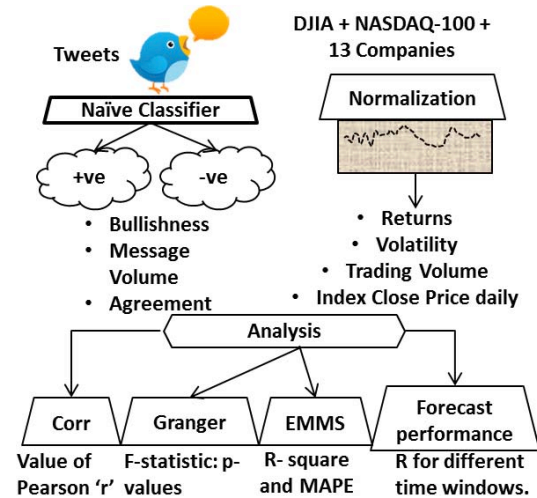 Tweets
DJIA + NASDAQ-100 +
13 Companies
Naïve Classifier
Normalization
+ve
-ve
• Bullishness
• Message
Volume
• Agreement
• Returns
• Volatility
• Trading Volume
• Index Close Price daily
Analysis
Corr
Granger
EMMS
Forecast
performance
Value of
Pearson ‘r’
F-statistic: p-
values
R- square
and MAPE
R for different
time windows.